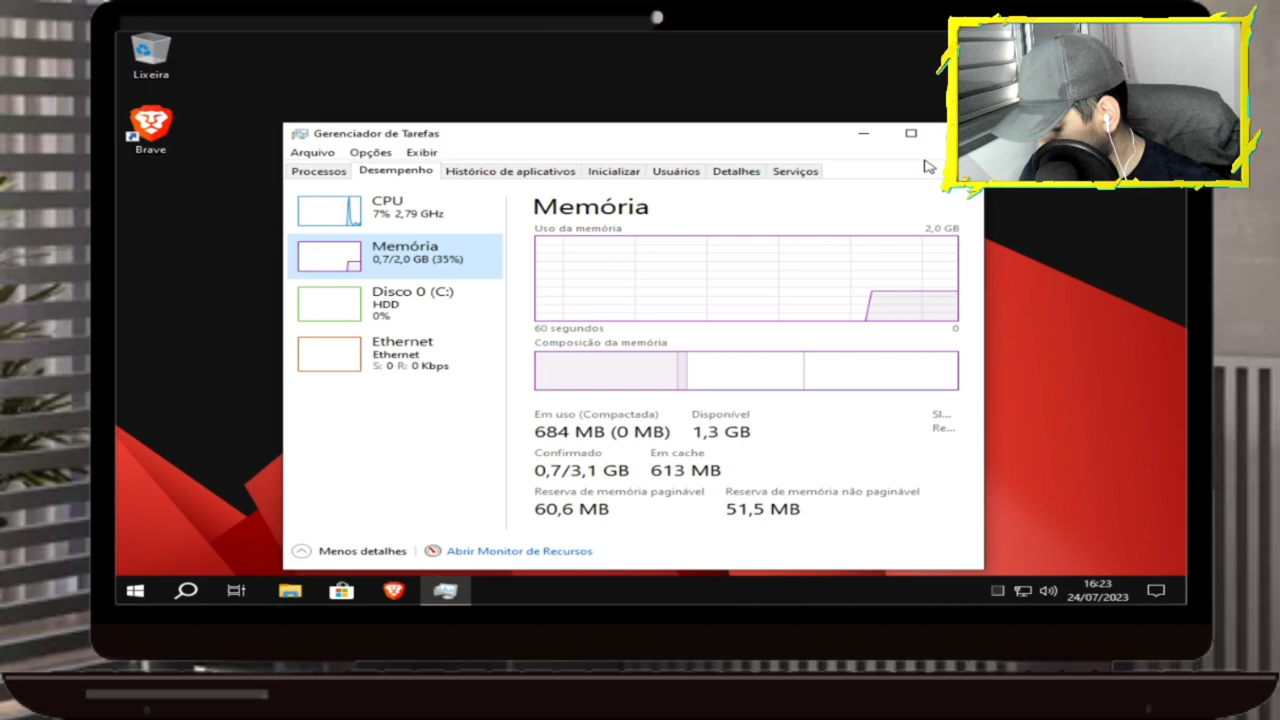 Lixeira
Brave
Gerenciador de Tarefas
Arquivo Opções Exibir
Processos Desempenho Histórico de aplicativos Inicializar Usuários Detalhes Serviços
CPU
7% 2,79 GHz
Memória
0,7/2,0 GB (35%)
Disco 0 (C:)
HDD
0%
Ethernet
Ethernet
S: 0 R: 0 Kbps
Memória
Uso da memória 2,0 GB
60 segundos 0
Composição da memória
Em uso (Compactada) Disponível Sl...
684 MB (0 MB) 1,3 GB Re...
Confirmado Em cache
0,7/3,1 GB 613 MB
Reserva de memória paginável Reserva de memória não paginável
60,6 MB 51,5 MB
Menos detalhes Abrir Monitor de Recursos
16:23
24/07/2023